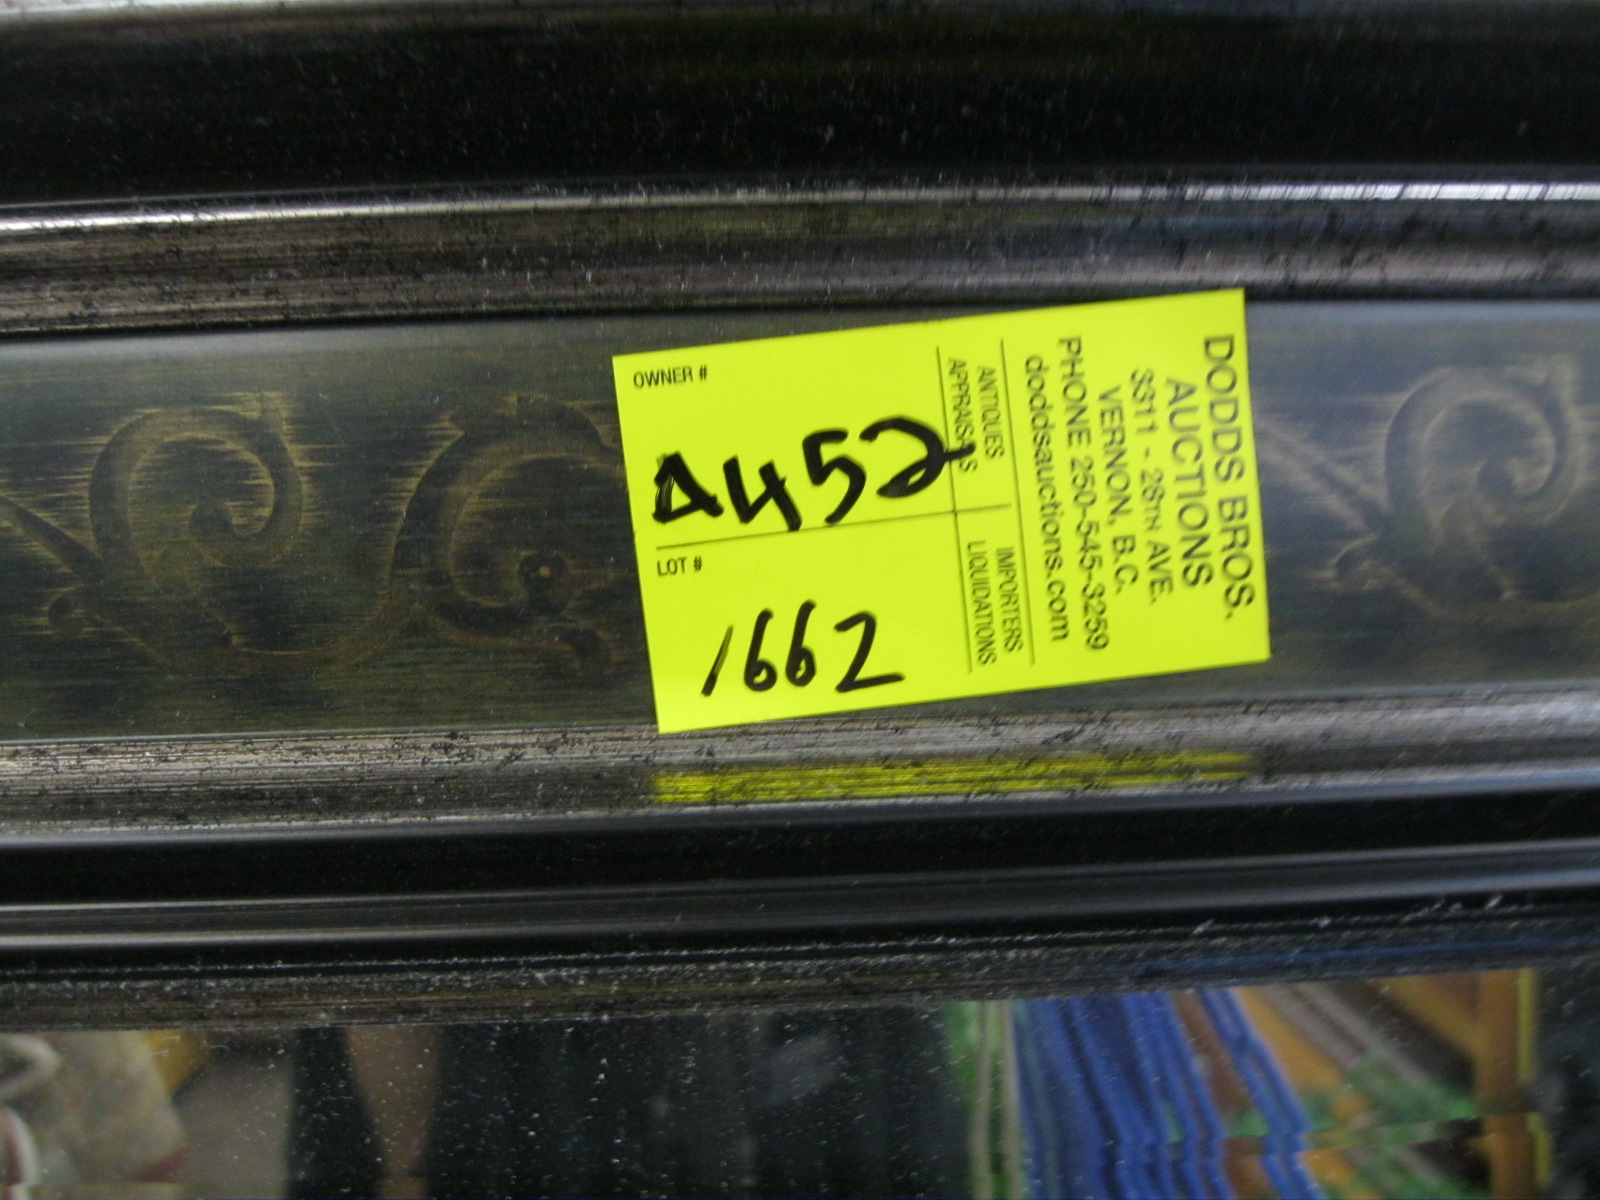 DODDS BROS.
AUCTIONS
3311 - 28TH AVE.
VERNON, B.C.
PHONE 250-545-3259
doddsauctions.com
ANTIQUES
APPRAISALS
IMPORTERS
LIQUIDATIONS
OWNER #
A452
LOT #
1662